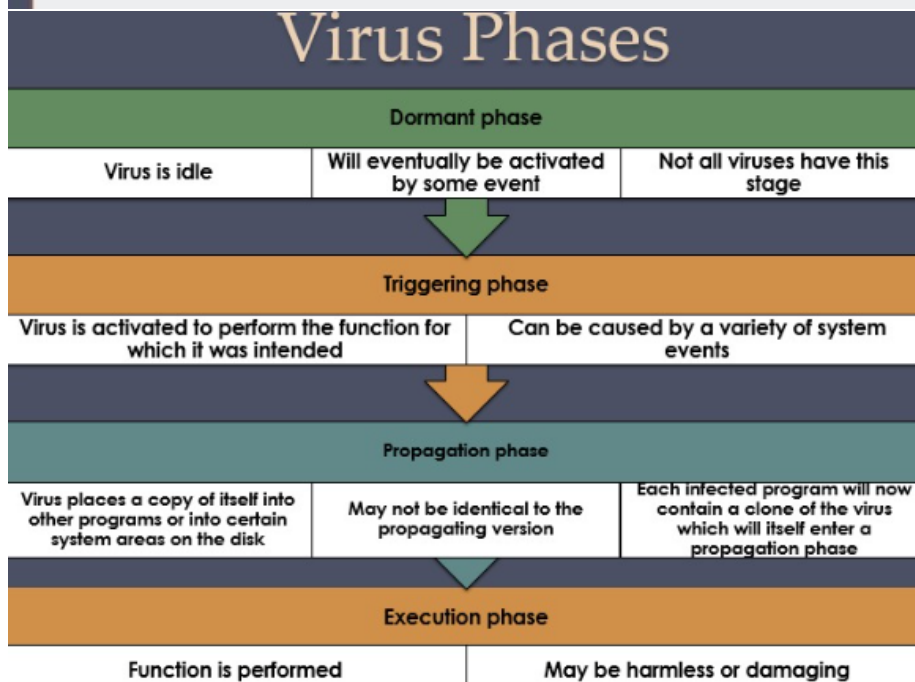 Virus Phases
Dormant phase
Virus is idle
Will eventually be activated
by some event
Not all viruses have this
stage
Triggering phase
Virus is activated to perform the function for
which it was intended
Can be caused by a variety of system
events
Propagation phase
Virus places a copy of itself into
other programs or into certain
system areas on the disk
May not be identical to the
propagating version
Each infected program will now
contain a clone of the virus
which will itself enter a
propagation phase
Execution phase
Function is performed
May be harmless or damaging